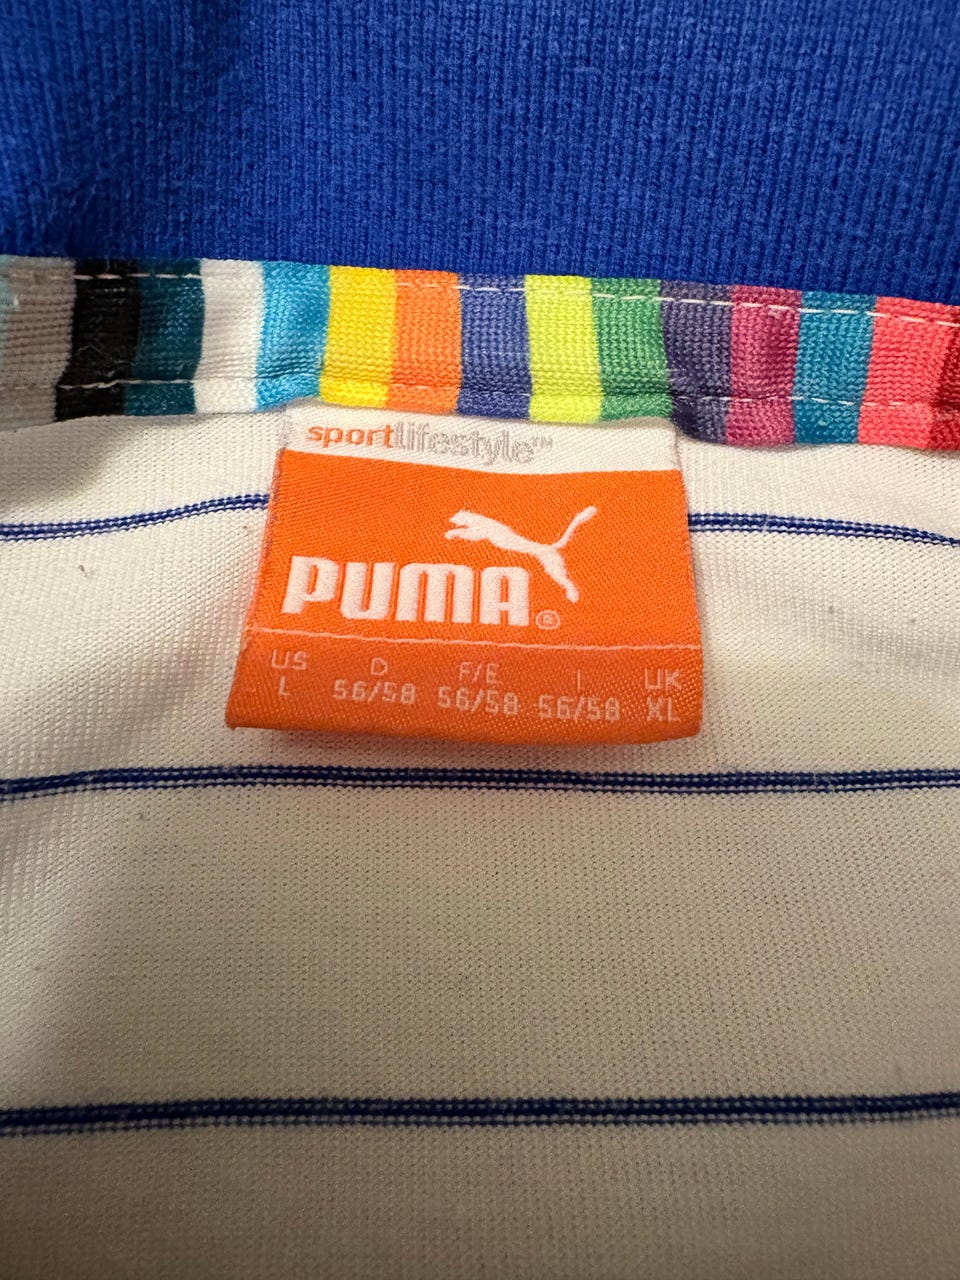 sportlifestyle™
PUMA®
US D F/E I UK
L 56/58 56/58 56/58 XL